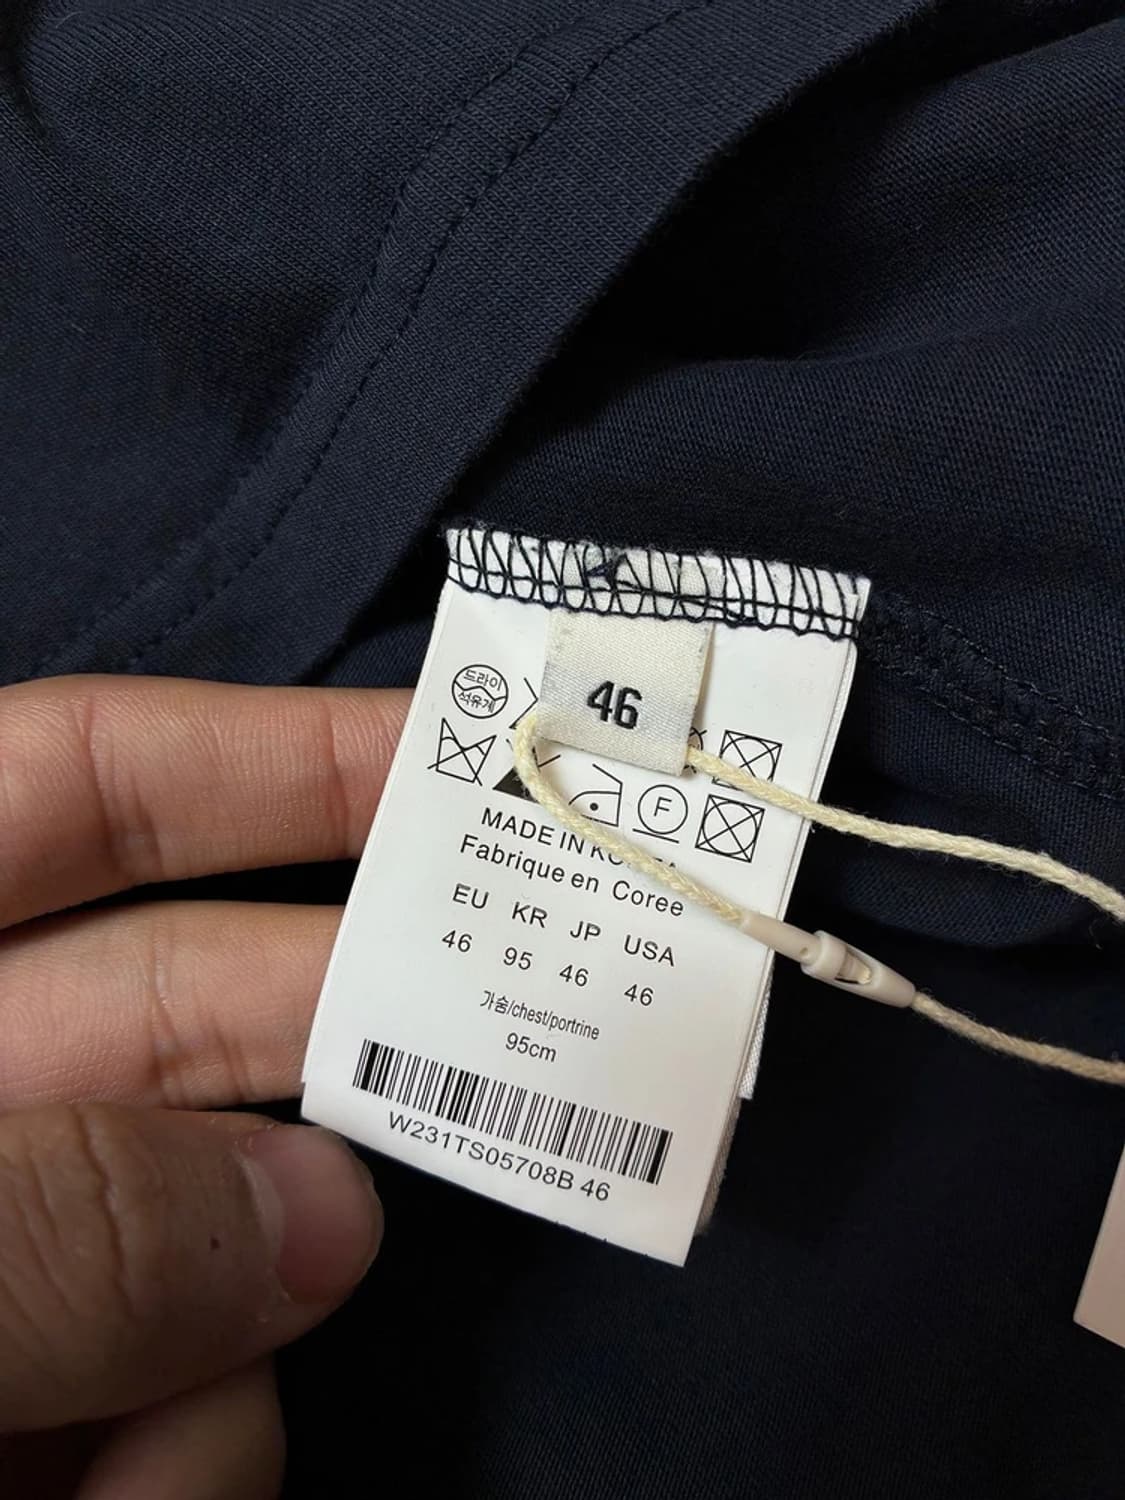 46
드라이
석유계
F
MADE IN
Fabrique en Coree
EU KR JP USA
46 95 46 46
가슴/chest/portrine
95cm
W231TS05708B 46